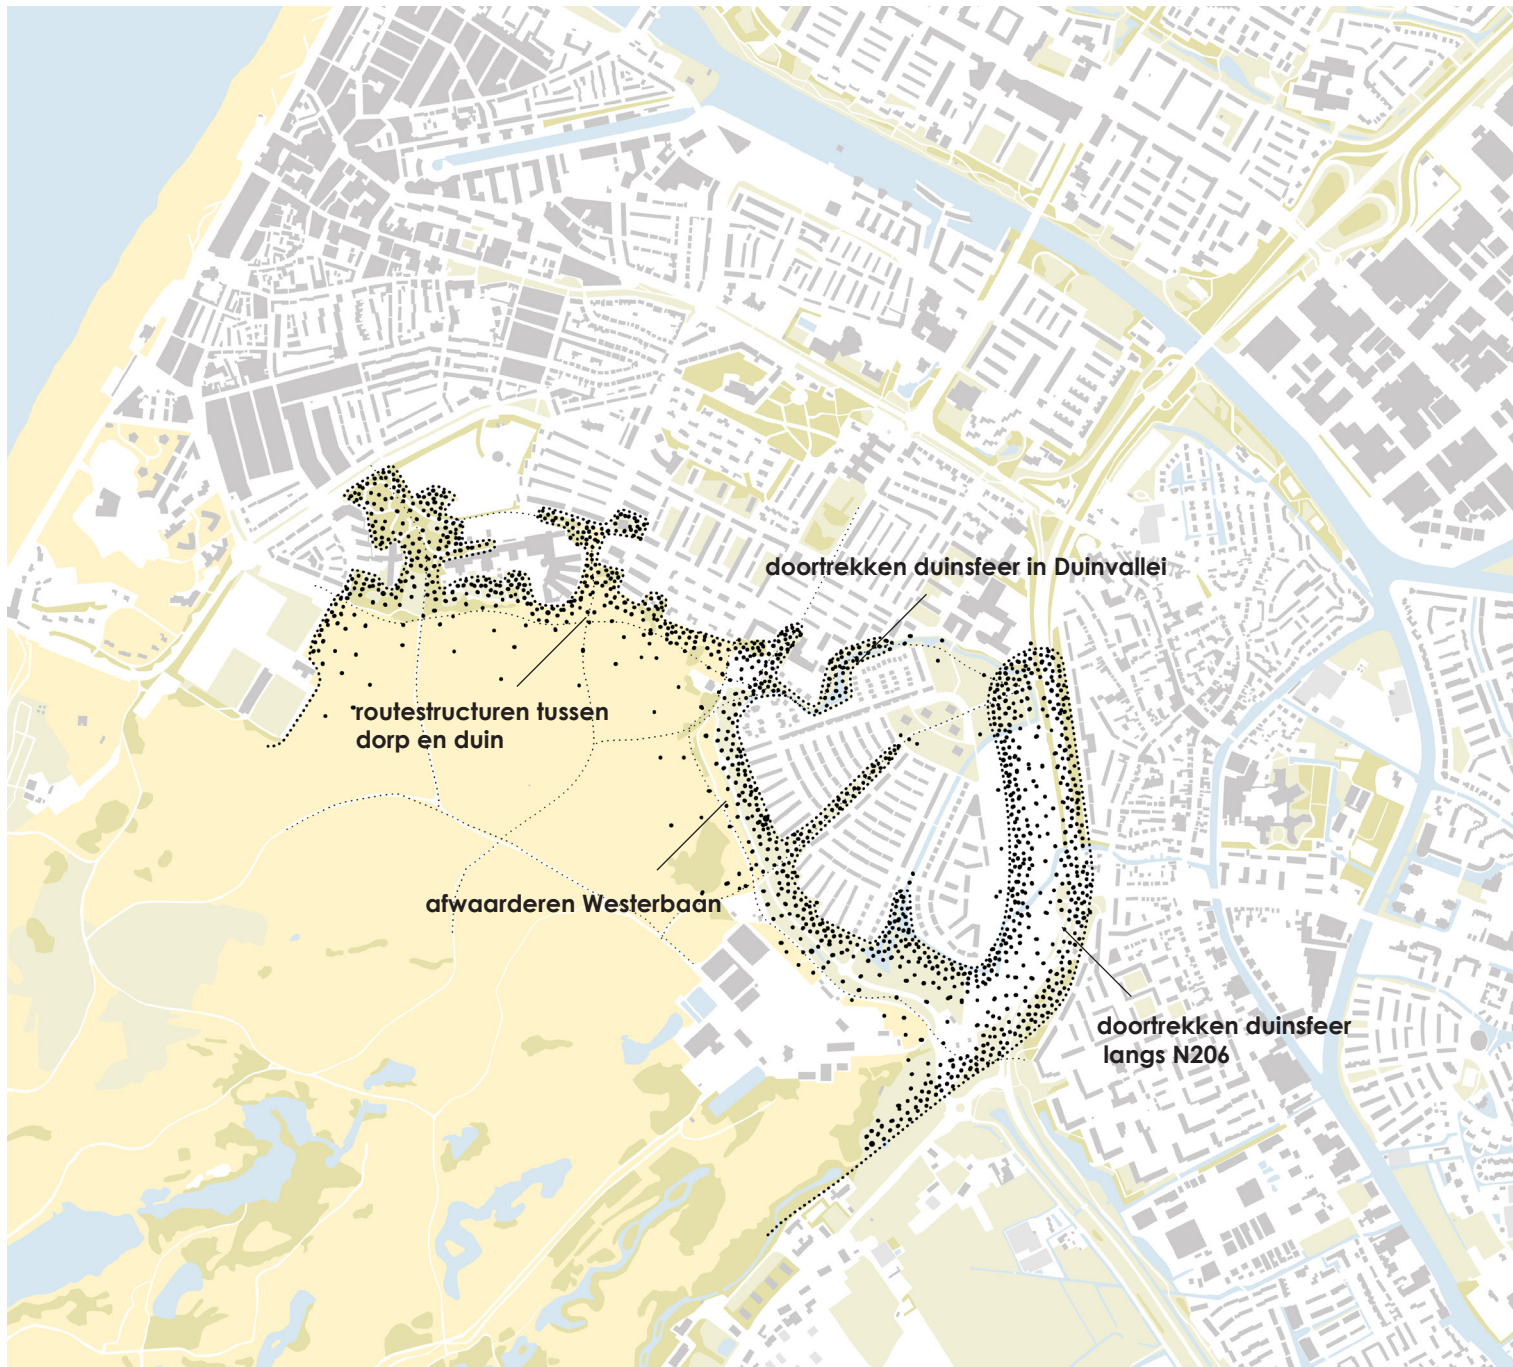 doortrekken duinsfeer in Duinvallei
routestructuren tussen
dorp en duin
afwaarderen Westerbaan
doortrekken duinsfeer
langs N206